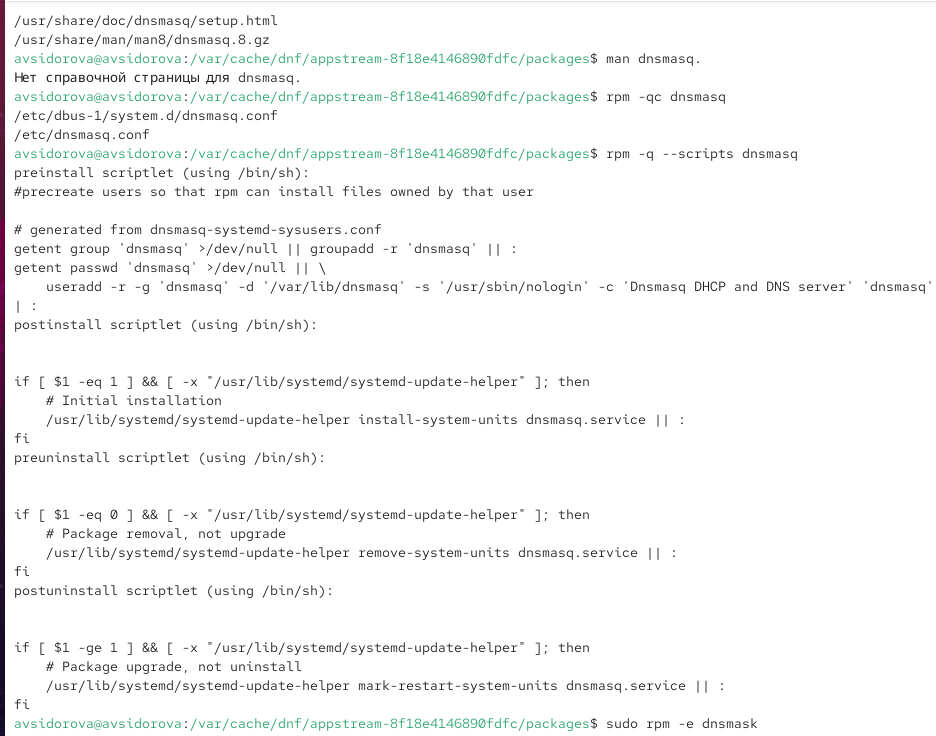 /usr/share/doc/dnsmasq/setup.html
/usr/share/man/man8/dnsmasq.8.gz
avsidorova@avsidorova:/var/cache/dnf/appstream-8f18e4146890fdfc/packages$ man dnsmasq.
Нет справочной страницы для dnsmasq.
avsidorova@avsidorova:/var/cache/dnf/appstream-8f18e4146890fdfc/packages$ rpm -qc dnsmasq
/etc/dbus-1/system.d/dnsmasq.conf
/etc/dnsmasq.conf
avsidorova@avsidorova:/var/cache/dnf/appstream-8f18e4146890fdfc/packages$ rpm -q --scripts dnsmasq
preinstall scriptlet (using /bin/sh):
#precreate users so that rpm can install files owned by that user

# generated from dnsmasq-systemd-sysusers.conf
getent group 'dnsmasq' >/dev/null || groupadd -r 'dnsmasq' || :
getent passwd 'dnsmasq' >/dev/null || \
    useradd -r -g 'dnsmasq' -d '/var/lib/dnsmasq' -s '/usr/sbin/nologin' -c 'Dnsmasq DHCP and DNS server' 'dnsmasq'
| :
postinstall scriptlet (using /bin/sh):


if [ $1 -eq 1 ] && [ -x "/usr/lib/systemd/systemd-update-helper" ]; then
    # Initial installation
    /usr/lib/systemd/systemd-update-helper install-system-units dnsmasq.service || :
fi
preuninstall scriptlet (using /bin/sh):


if [ $1 -eq 0 ] && [ -x "/usr/lib/systemd/systemd-update-helper" ]; then
    # Package removal, not upgrade
    /usr/lib/systemd/systemd-update-helper remove-system-units dnsmasq.service || :
fi
postuninstall scriptlet (using /bin/sh):


if [ $1 -ge 1 ] && [ -x "/usr/lib/systemd/systemd-update-helper" ]; then
    # Package upgrade, not uninstall
    /usr/lib/systemd/systemd-update-helper mark-restart-system-units dnsmasq.service || :
fi
avsidorova@avsidorova:/var/cache/dnf/appstream-8f18e4146890fdfc/packages$ sudo rpm -e dnsmask